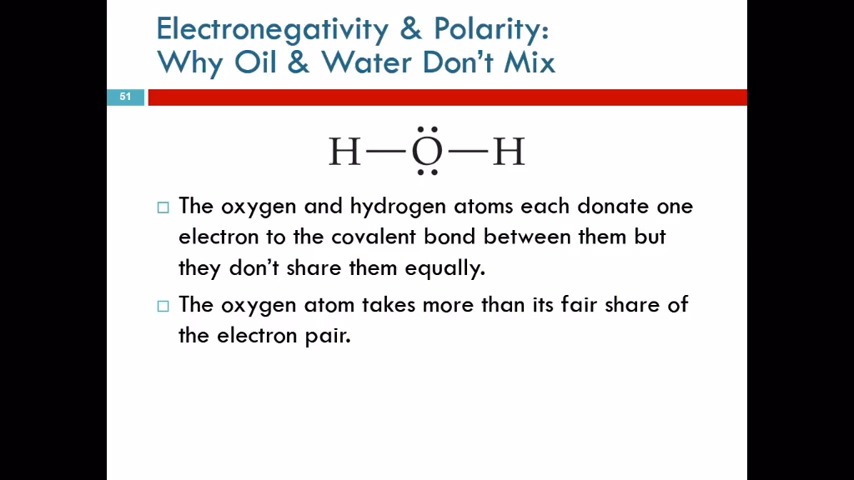 Electronegativity & Polarity:
Why Oil & Water Don't Mix
51
H—Ö—H
The oxygen and hydrogen atoms each donate one
electron to the covalent bond between them but
they don't share them equally.
The oxygen atom takes more than its fair share of
the electron pair.